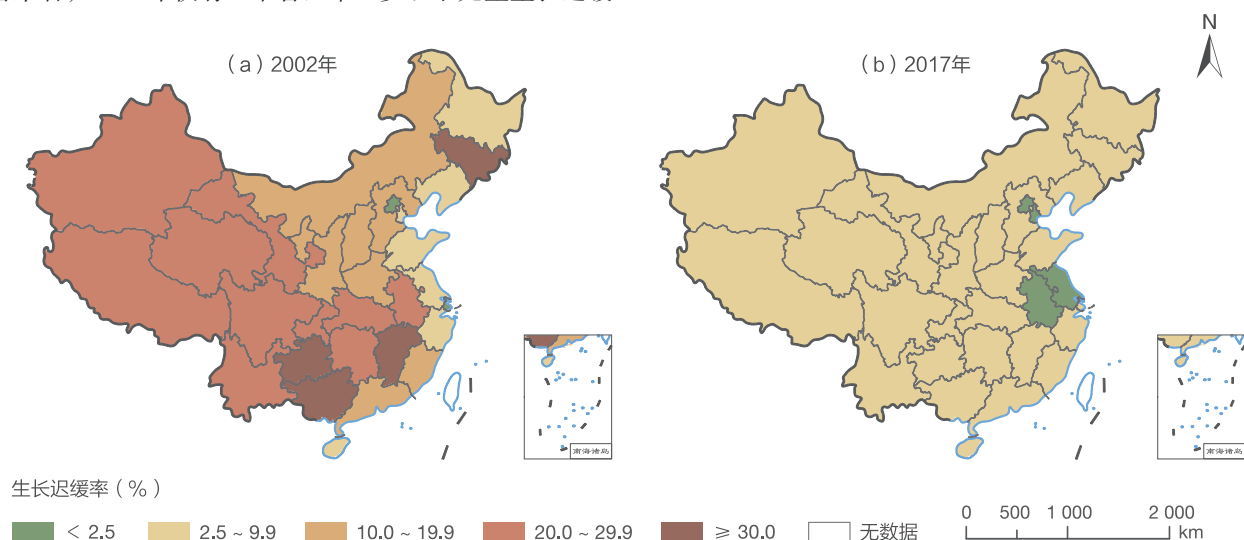 (a)2002年
(b)2017年
N
南海诸岛
南海诸岛
生长迟缓率(%)
< 2.5
2.5 ~ 9.9
10.0 ~ 19.9
20.0 ~ 29.9
≥ 30.0
无数据
0 500 1 000 2 000
km